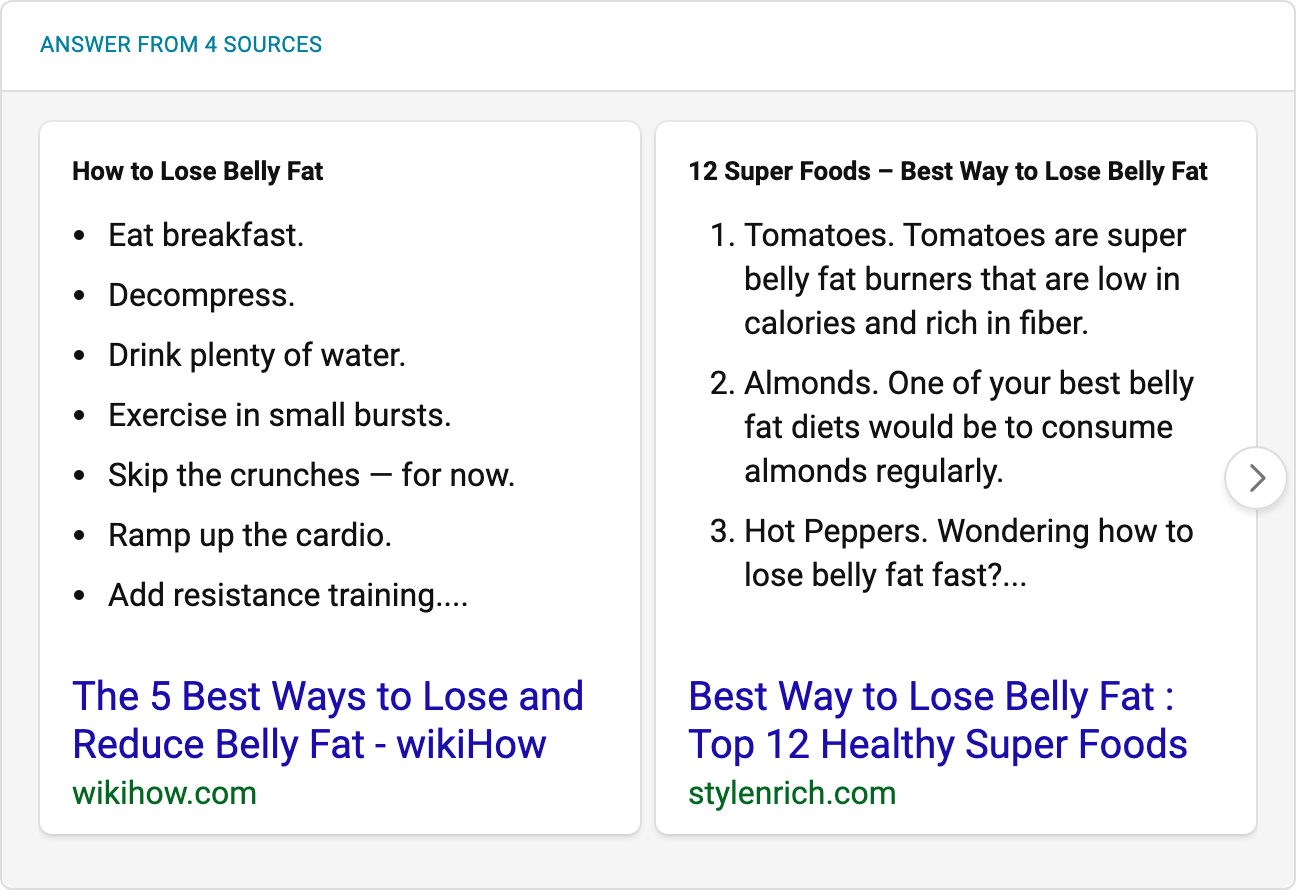 ANSWER FROM 4 SOURCES
How to Lose Belly Fat
• Eat breakfast.
• Decompress.
• Drink plenty of water.
• Exercise in small bursts.
• Skip the crunches — for now.
• Ramp up the cardio.
• Add resistance training....
The 5 Best Ways to Lose and
Reduce Belly Fat - wikiHow
wikihow.com
12 Super Foods – Best Way to Lose Belly Fat
1. Tomatoes. Tomatoes are super
belly fat burners that are low in
calories and rich in fiber.
2. Almonds. One of your best belly
fat diets would be to consume
almonds regularly.
3. Hot Peppers. Wondering how to
lose belly fat fast?...
Best Way to Lose Belly Fat :
Top 12 Healthy Super Foods
stylenrich.com